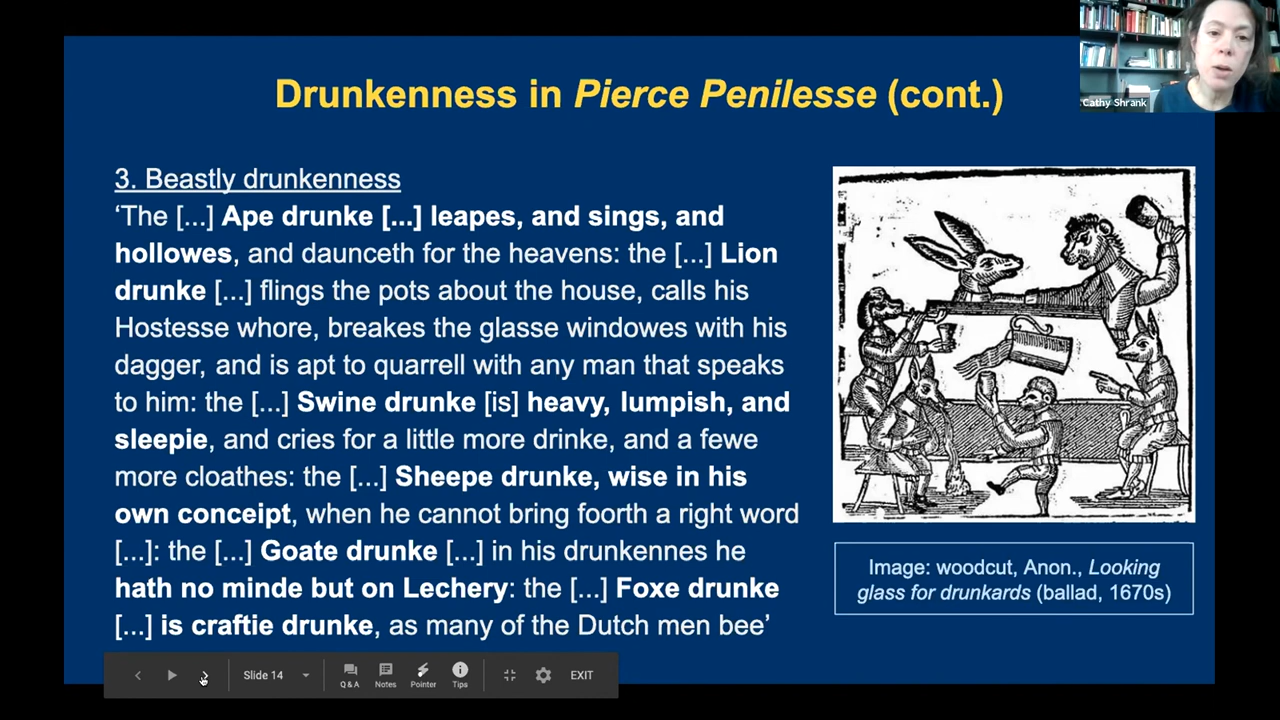 Drunkenness in Pierce Penilesse (cont.)
Cathy Shrank
3. Beastly drunkenness
‘The [...] Ape drunke [...] leapes, and sings, and
hollowes, and daunceth for the heavens: the [...] Lion
drunke [...] flings the pots about the house, calls his
Hostesse whore, breakes the glasse windowes with his
dagger, and is apt to quarrell with any man that speaks
to him: the [...] Swine drunke [is] heavy, lumpish, and
sleepie, and cries for a little more drinke, and a fewe
more cloathes: the [...] Sheepe drunke, wise in his
own conceipt, when he cannot bring foorth a right word
[...]: the [...] Goate drunke [...] in his drunkennes he
hath no minde but on Lechery: the [...] Foxe drunke
[...] is craftie drunke, as many of the Dutch men bee’
Image: woodcut, Anon., Looking
glass for drunkards (ballad, 1670s)
Slide 14
Q & A
Notes
Pointer
Tips
EXIT